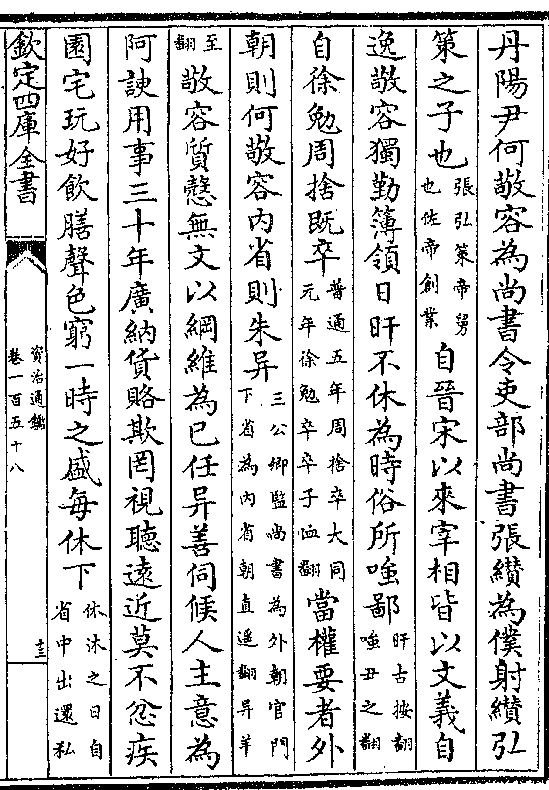 丹陽尹何敬容為尚書令吏部尚書張纘為僕射纘弘
策之子也張弘策帝舅也佐帝創業自晉宋以來宰相皆以文義自
逸敬容獨勤簿領日旰不休為時俗所嗤鄙旰古按翻嗤丑之翻
自徐勉周捨既卒普通五年周捨卒大同元年徐勉卒卒子恤翻當權要者外
朝則何敬容內省則朱异三公卿監尚書為外朝官門下省為內省朝直遥翻异羊
至翻敬容質慤無文以綱維為己任异善伺候人主意為
阿諛用事三十年廣納貨賂欺罔視聽遠近莫不忿疾
園宅玩好飲膳聲色窮一時之盛每休下休沐之日自省中出還私
欽定四庫全書
資治通鑑
卷一百五十八
十三